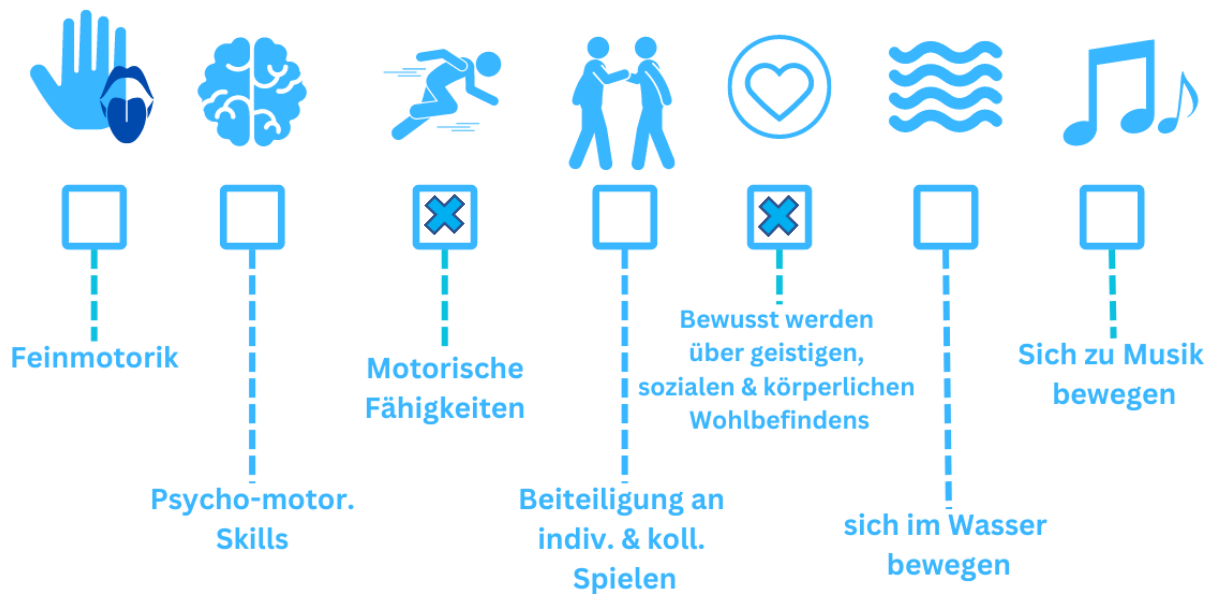 Feinmotorik
Psycho-motor.
Skills
Motorische
Fähigkeiten
Beiteiligung an
indiv. & koll.
Spielen
Bewusst werden
über geistigen,
sozialen & körperlichen
Wohlbefindens
sich im Wasser
bewegen
Sich zu Musik
bewegen